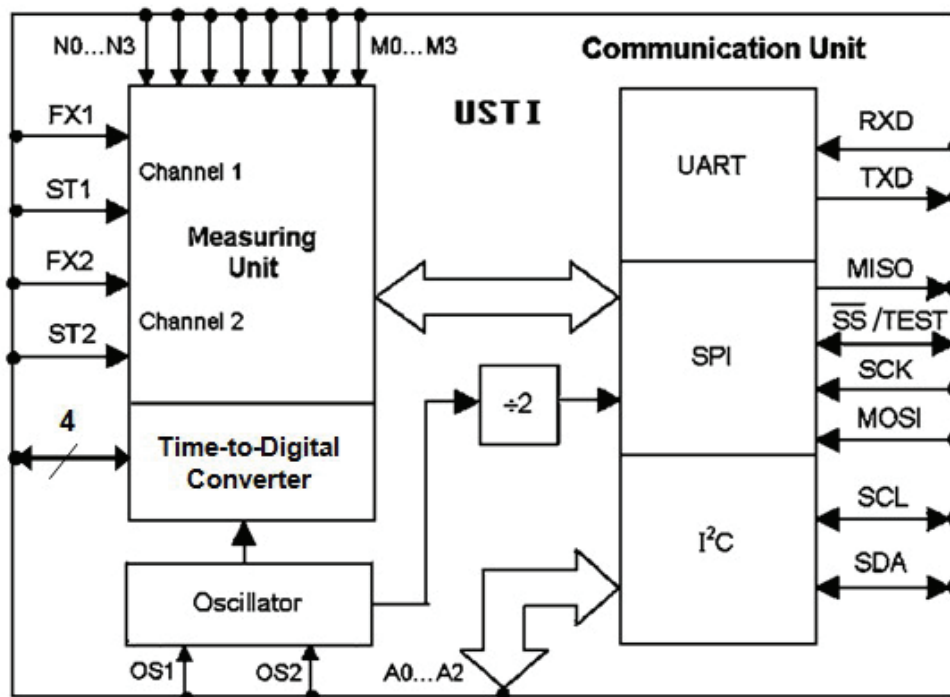 N0...N3
M0...M3
Communication Unit
USTI
FX1
ST1
FX2
ST2
4
Channel 1
Measuring
Unit
Channel 2
Time-to-Digital
Converter
Oscillator
OS1
OS2
÷2
A0...A2
UART
SPI
I²C
RXD
TXD
MISO
S̅S̅ /TEST
SCK
MOSI
SCL
SDA